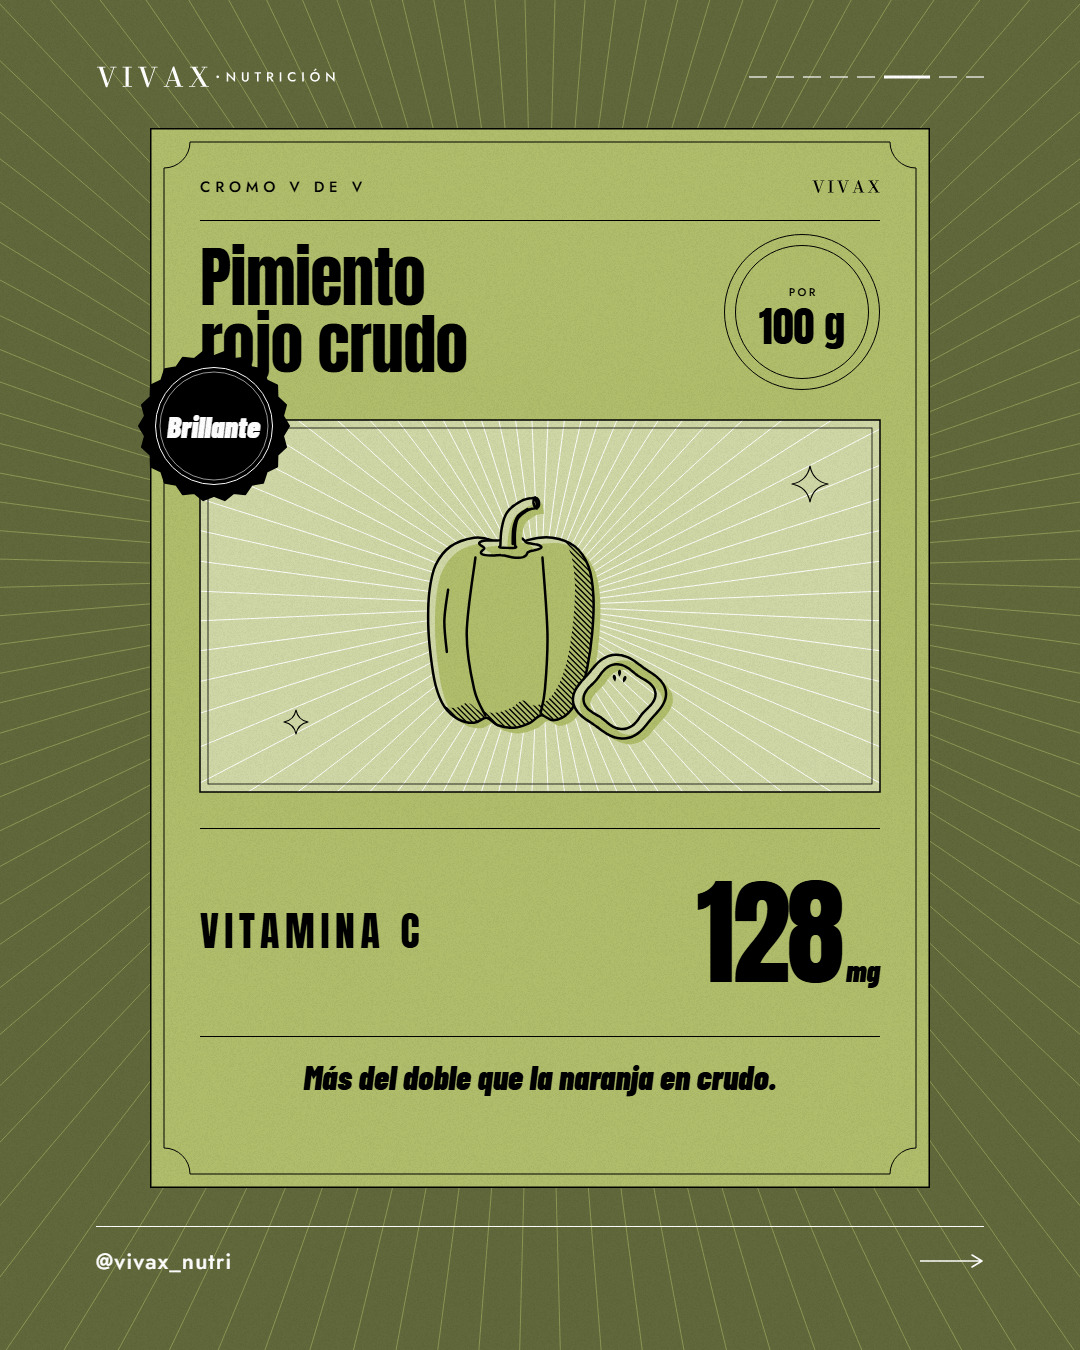 VIVAX · NUTRICIÓN
CROMO V DE V
VIVAX
Pimiento
rojo crudo
POR
100 g
Brillante
VITAMINA C
128 mg
Más del doble que la naranja en crudo.
@vivax_nutri